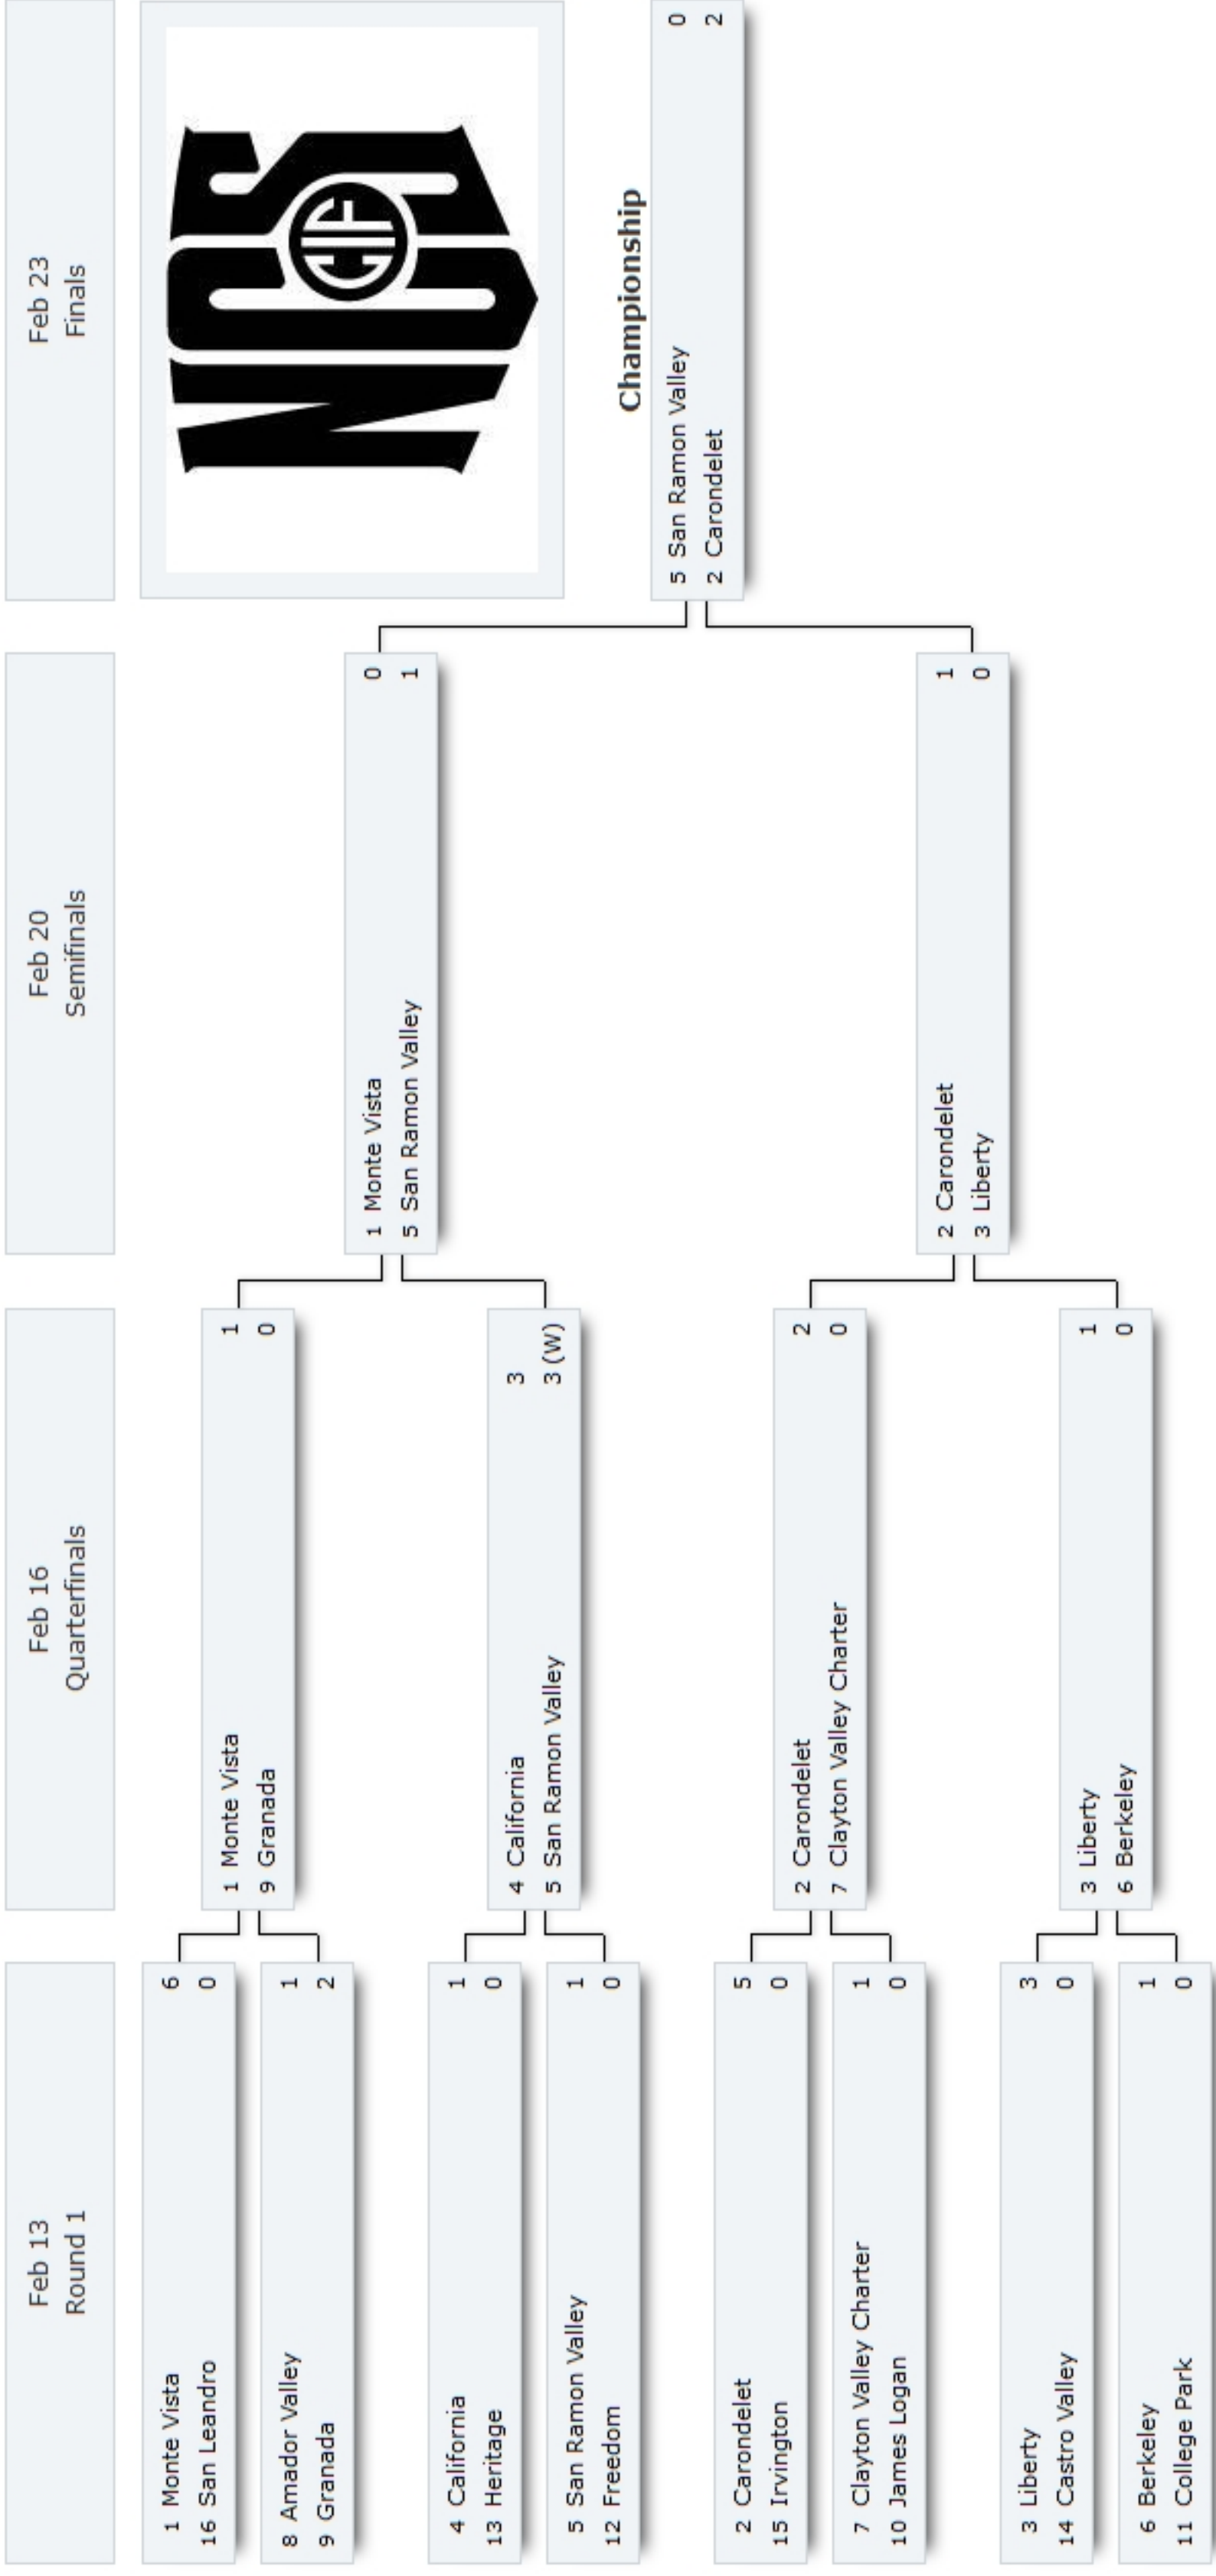 Feb 13
Round 1
Feb 16
Quarterfinals
Feb 20
Semifinals
Feb 23
Finals
1 Monte Vista 6
16 San Leandro 0
8 Amador Valley 1
9 Granada 2
4 California 1
13 Heritage 0
5 San Ramon Valley 1
12 Freedom 0
2 Carondelet 5
15 Irvington 0
7 Clayton Valley Charter 1
10 James Logan 0
3 Liberty 3
14 Castro Valley 0
6 Berkeley 1
11 College Park 0
1 Monte Vista 1
9 Granada 0
4 California 3
5 San Ramon Valley 3 (W)
2 Carondelet 2
7 Clayton Valley Charter 0
3 Liberty 1
6 Berkeley 0
1 Monte Vista 0
5 San Ramon Valley 1
2 Carondelet 1
3 Liberty 0
NCS
CIF
Championship
5 San Ramon Valley 0
2 Carondelet 2